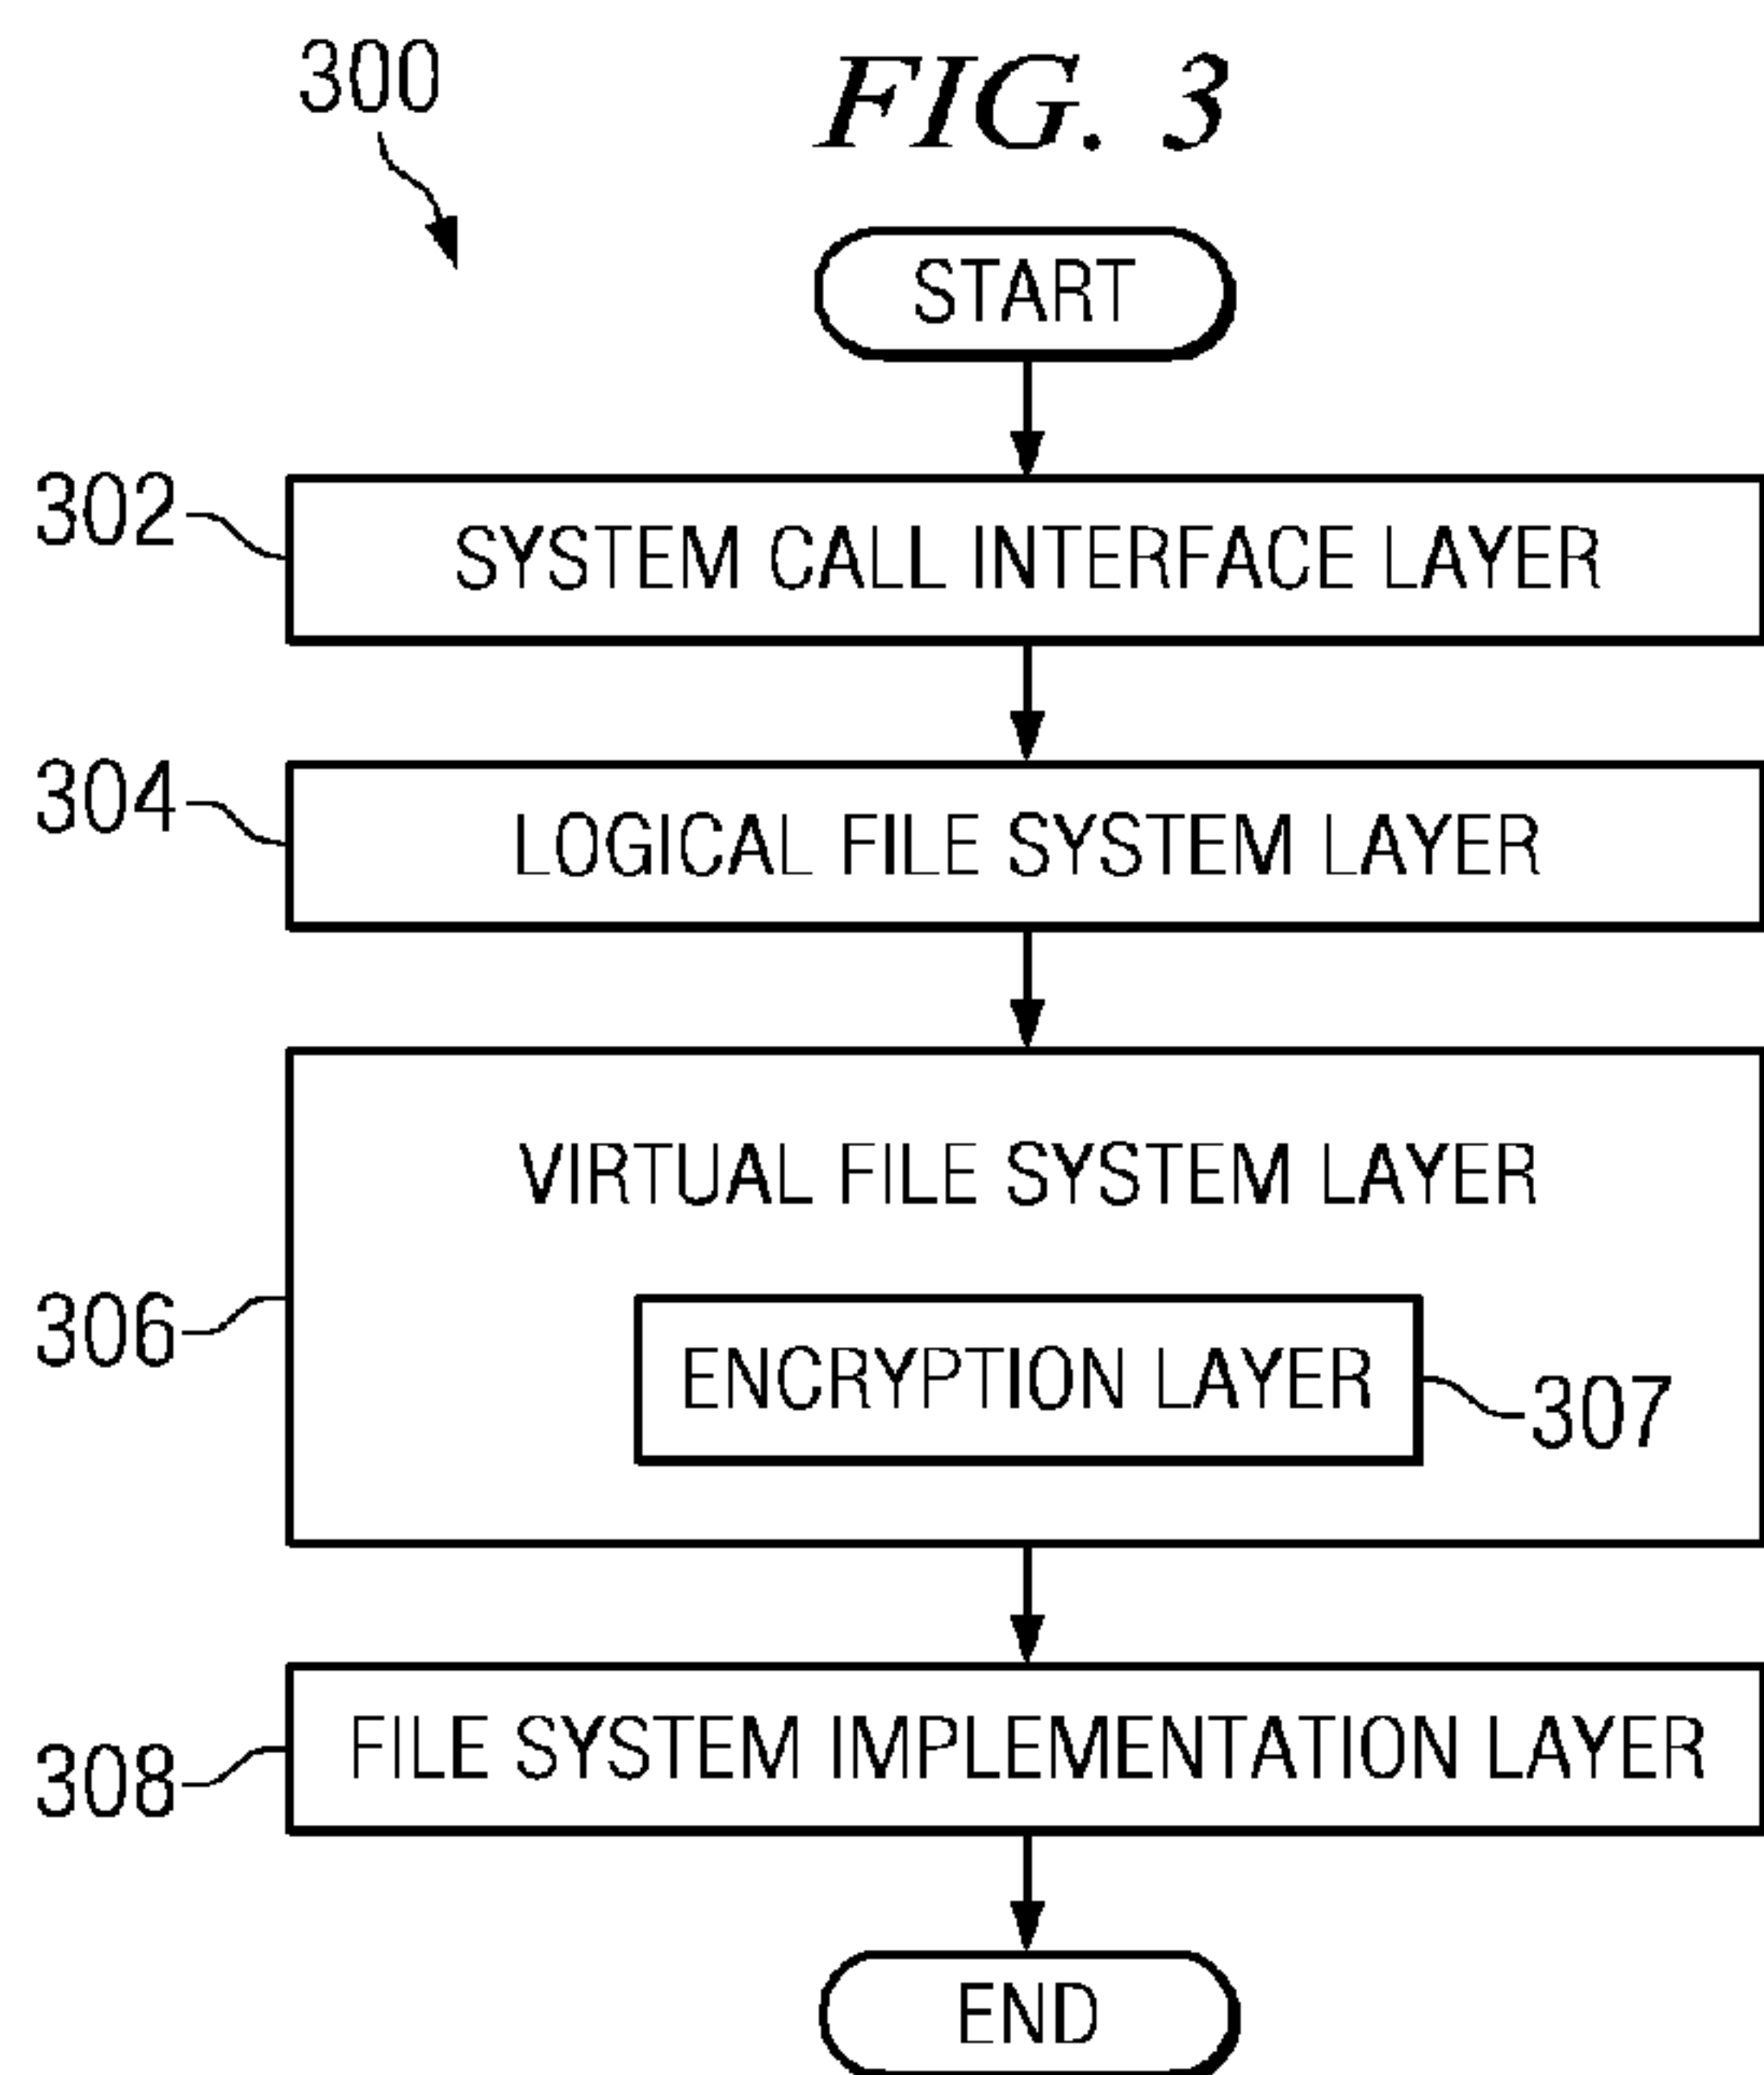 300
FIG. 3
START
302
SYSTEM CALL INTERFACE LAYER
304
LOGICAL FILE SYSTEM LAYER
VIRTUAL FILE SYSTEM LAYER
306
ENCRYPTION LAYER
307
308
FILE SYSTEM IMPLEMENTATION LAYER
END